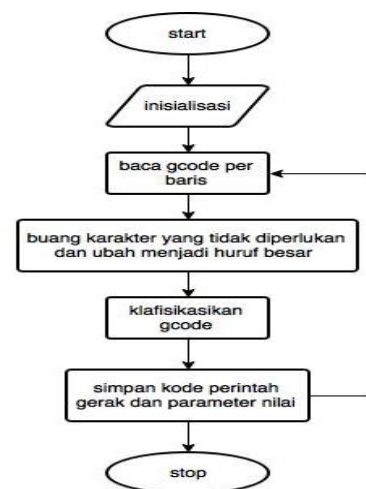 start
inisialisasi
baca gcode per
baris
buang karakter yang tidak diperlukan
dan ubah menjadi huruf besar
klafisikasikan
gcode
simpan kode perintah
gerak dan parameter nilai
stop